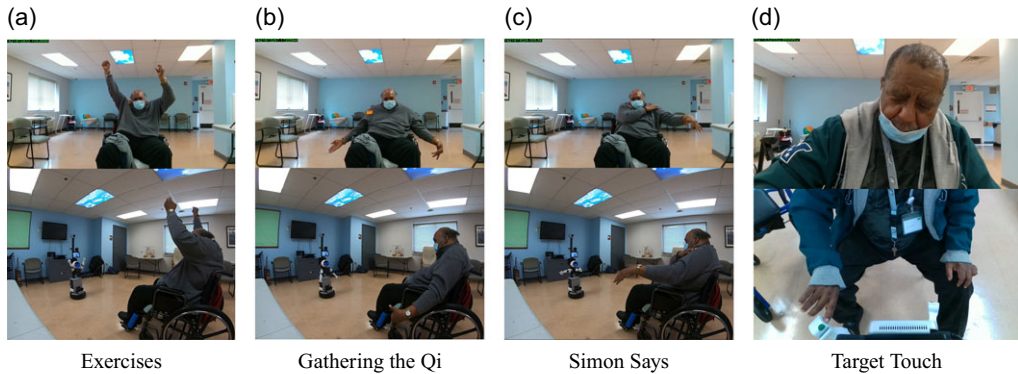 (a)
(b)
(c)
(d)
Exercises
Gathering the Qi
Simon Says
Target Touch